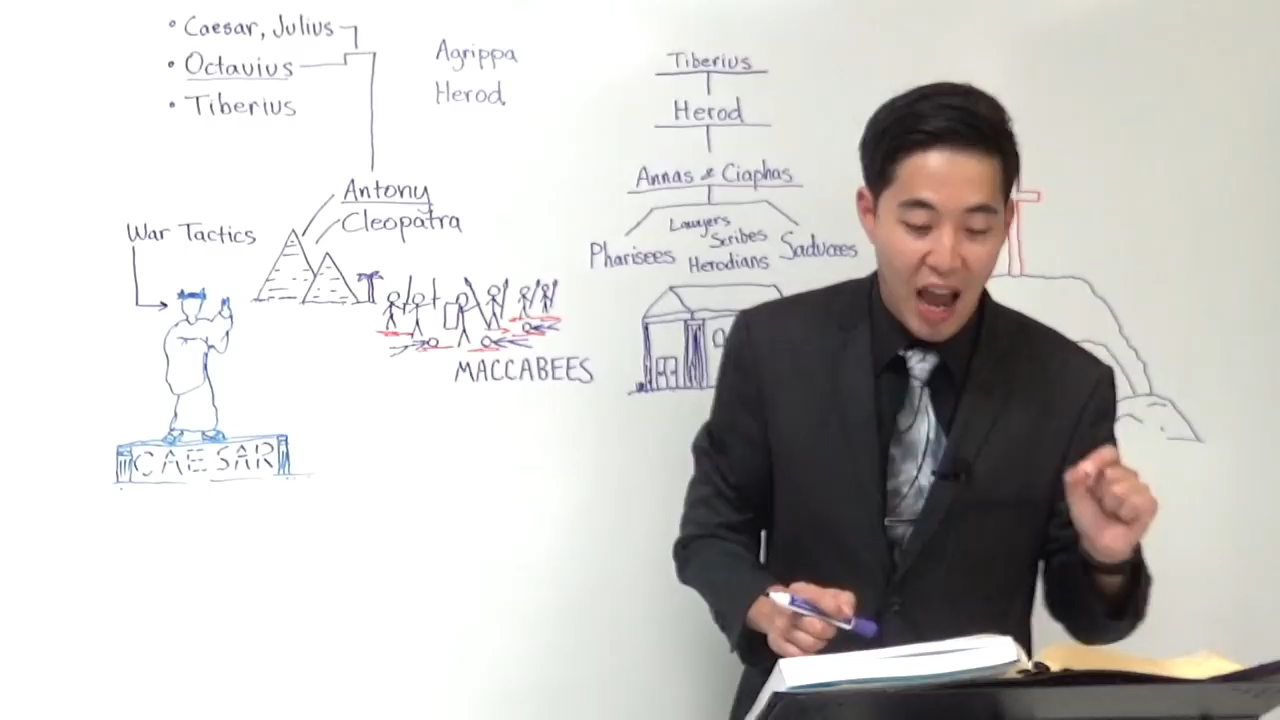 • Caesar, Julius
• Octavius
• Tiberius
Agrippa
Herod
Antony
Cleopatra
War Tactics
MACCABEES
CAESAR
Tiberius
Herod
Annas & Ciaphas
Lawyers
Pharisees Scribes Saducees
Herodians